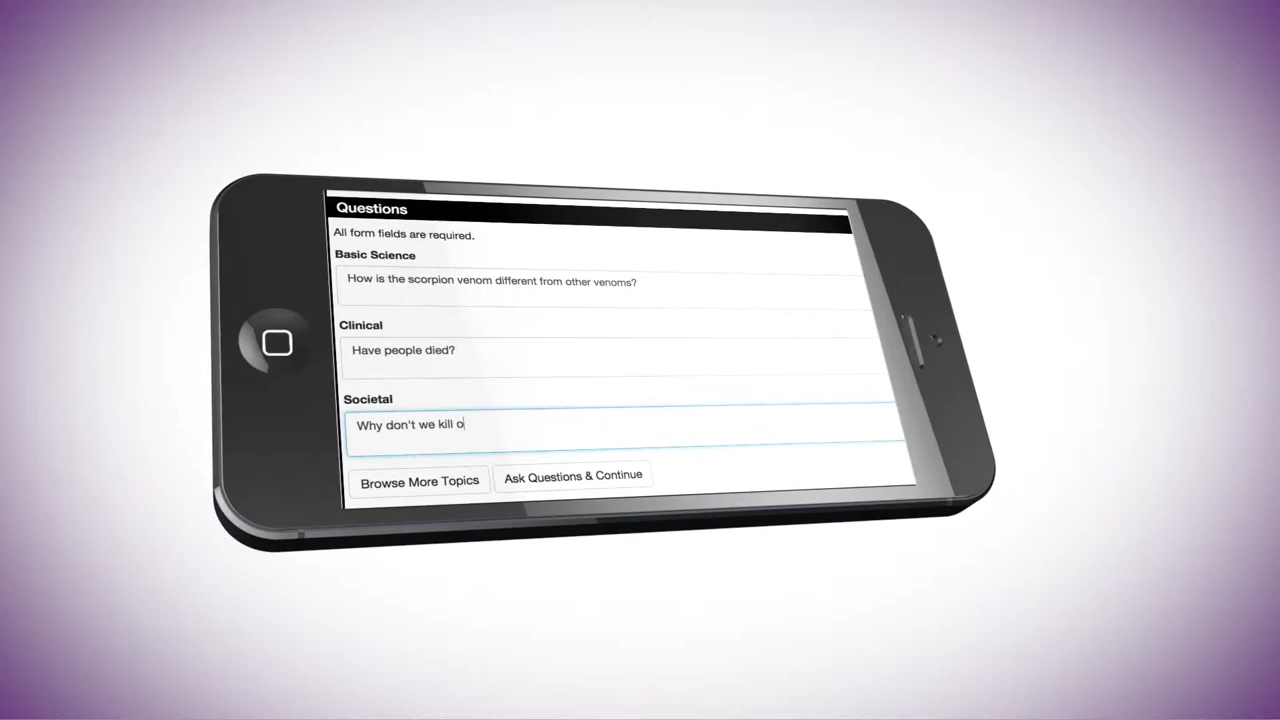 Questions
All form fields are required.
Basic Science
How is the scorpion venom different from other venoms?
Clinical
Have people died?
Societal
Why don't we kill o
Browse More Topics
Ask Questions & Continue